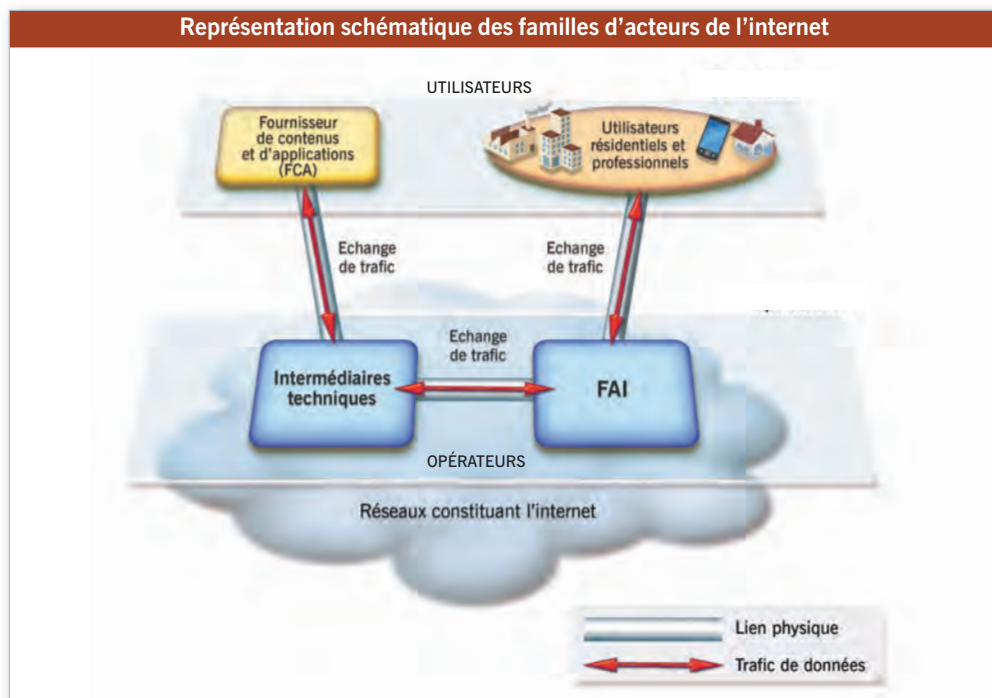 Représentation schématique des familles d'acteurs de l'internet
UTILISATEURS
Fournisseur
de contenus
et d'applications
(FCA)
Utilisateurs
résidentiels et
professionnels
Echange
de trafic
Echange
de trafic
Echange
de trafic
Intermédiaires
techniques
FAI
OPÉRATEURS
Réseaux constituant l'internet
Lien physique
Trafic de données